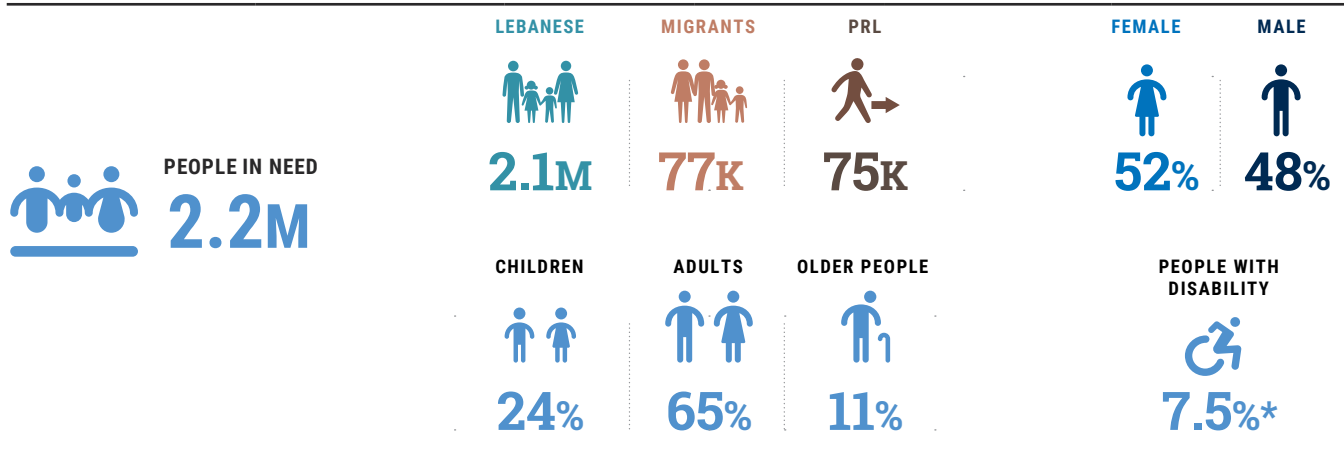 PEOPLE IN NEED
2.2M
LEBANESE
2.1M
MIGRANTS
77K
PRL
75K
FEMALE
52%
MALE
48%
CHILDREN
24%
ADULTS
65%
OLDER PEOPLE
11%
PEOPLE WITH
DISABILITY
7.5%*